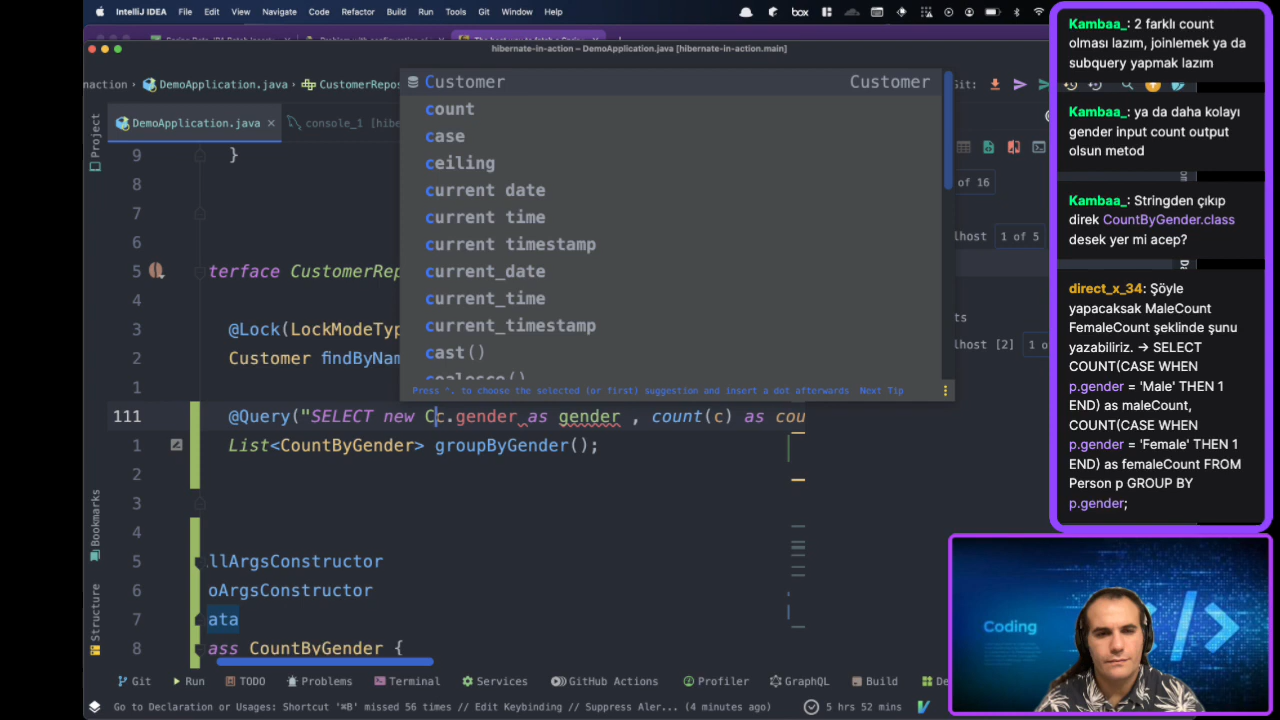 IntelliJ IDEA File Edit View Navigate Code Refactor Build Run Tools Git Window Help
hibernate-in-action – DemoApplication.java [hibernate-in-action.main]
naction DemoApplication.java CustomerRepos Git:
Project
DemoApplication.java × console_1 [hibe
Customer Customer
count
case
ceiling
current date
current time
current timestamp
current_date
current_time
current_timestamp
cast()
coalesce()
Press ^. to choose the selected (or first) suggestion and insert a dot afterwards Next Tip
of 16
lhost 1 of 5
ts
lhost [2] 1 o
9 }
8
7
6
5 terface CustomerRep
4
3 @Lock(LockModeTyp
2 Customer findByNam
1
111 @Query("SELECT new Cc.gender as gender , count(c) as cou
1 List<CountByGender> groupByGender();
2
3
4
5 llArgsConstructor
6 oArgsConstructor
7 ata
8 ass CountByGender {
Bookmarks
Structure
Git Run TODO Problems Terminal Services GitHub Actions Profiler GraphQL Build De
Go to Declaration or Usages: Shortcut '⌘B' missed 56 times // Edit Keybinding // Suppress Aler... (4 minutes ago) 5 hrs 52 mins
Kambaa_: 2 farklı count
olması lazım, joinlemek ya da
subquery yapmak lazım
Kambaa_: ya da daha kolayı
gender input count output
olsun metod
Kambaa_: Stringden çıkıp
direk CountByGender.class
desek yer mi acep?
direct_x_34: Şöyle
yapacaksak MaleCount
FemaleCount şeklinde şunu
yazabiliriz. -> SELECT
COUNT(CASE WHEN
p.gender = 'Male' THEN 1
END) as maleCount,
COUNT(CASE WHEN
p.gender = 'Female' THEN 1
END) as femaleCount FROM
Person p GROUP BY
p.gender;
Coding